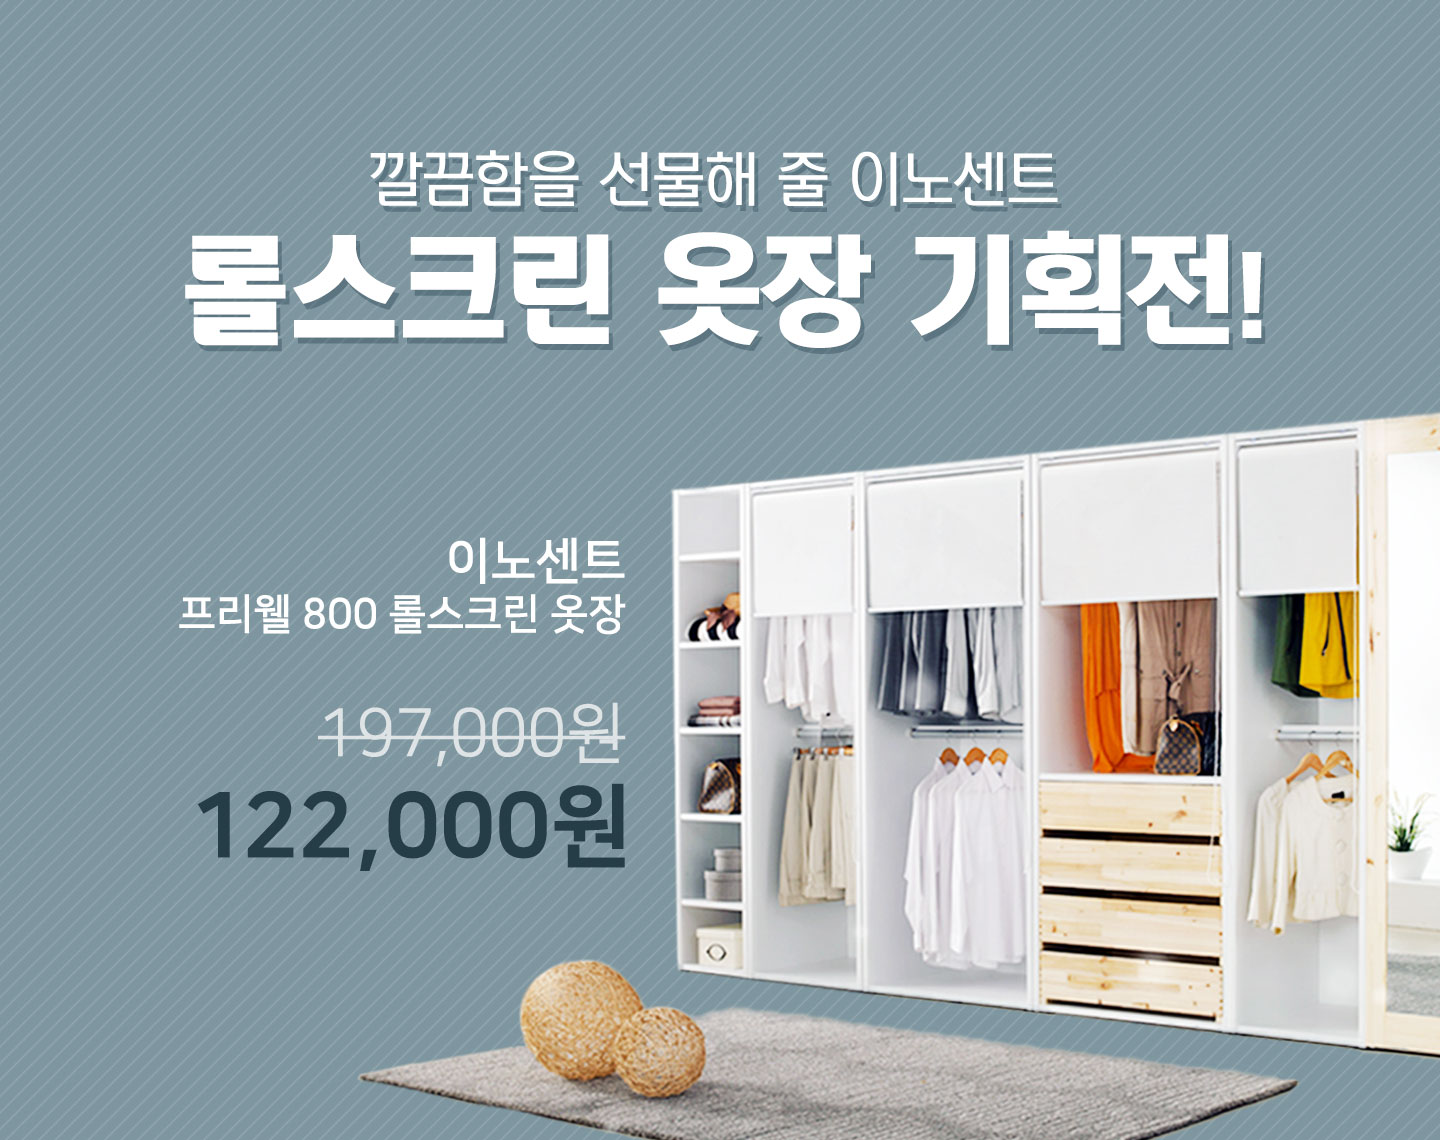 깔끔함을 선물해 줄 이노센트
롤스크린 옷장 기획전!
이노센트
프리웰 800 롤스크린 옷장
197,000원
122,000원